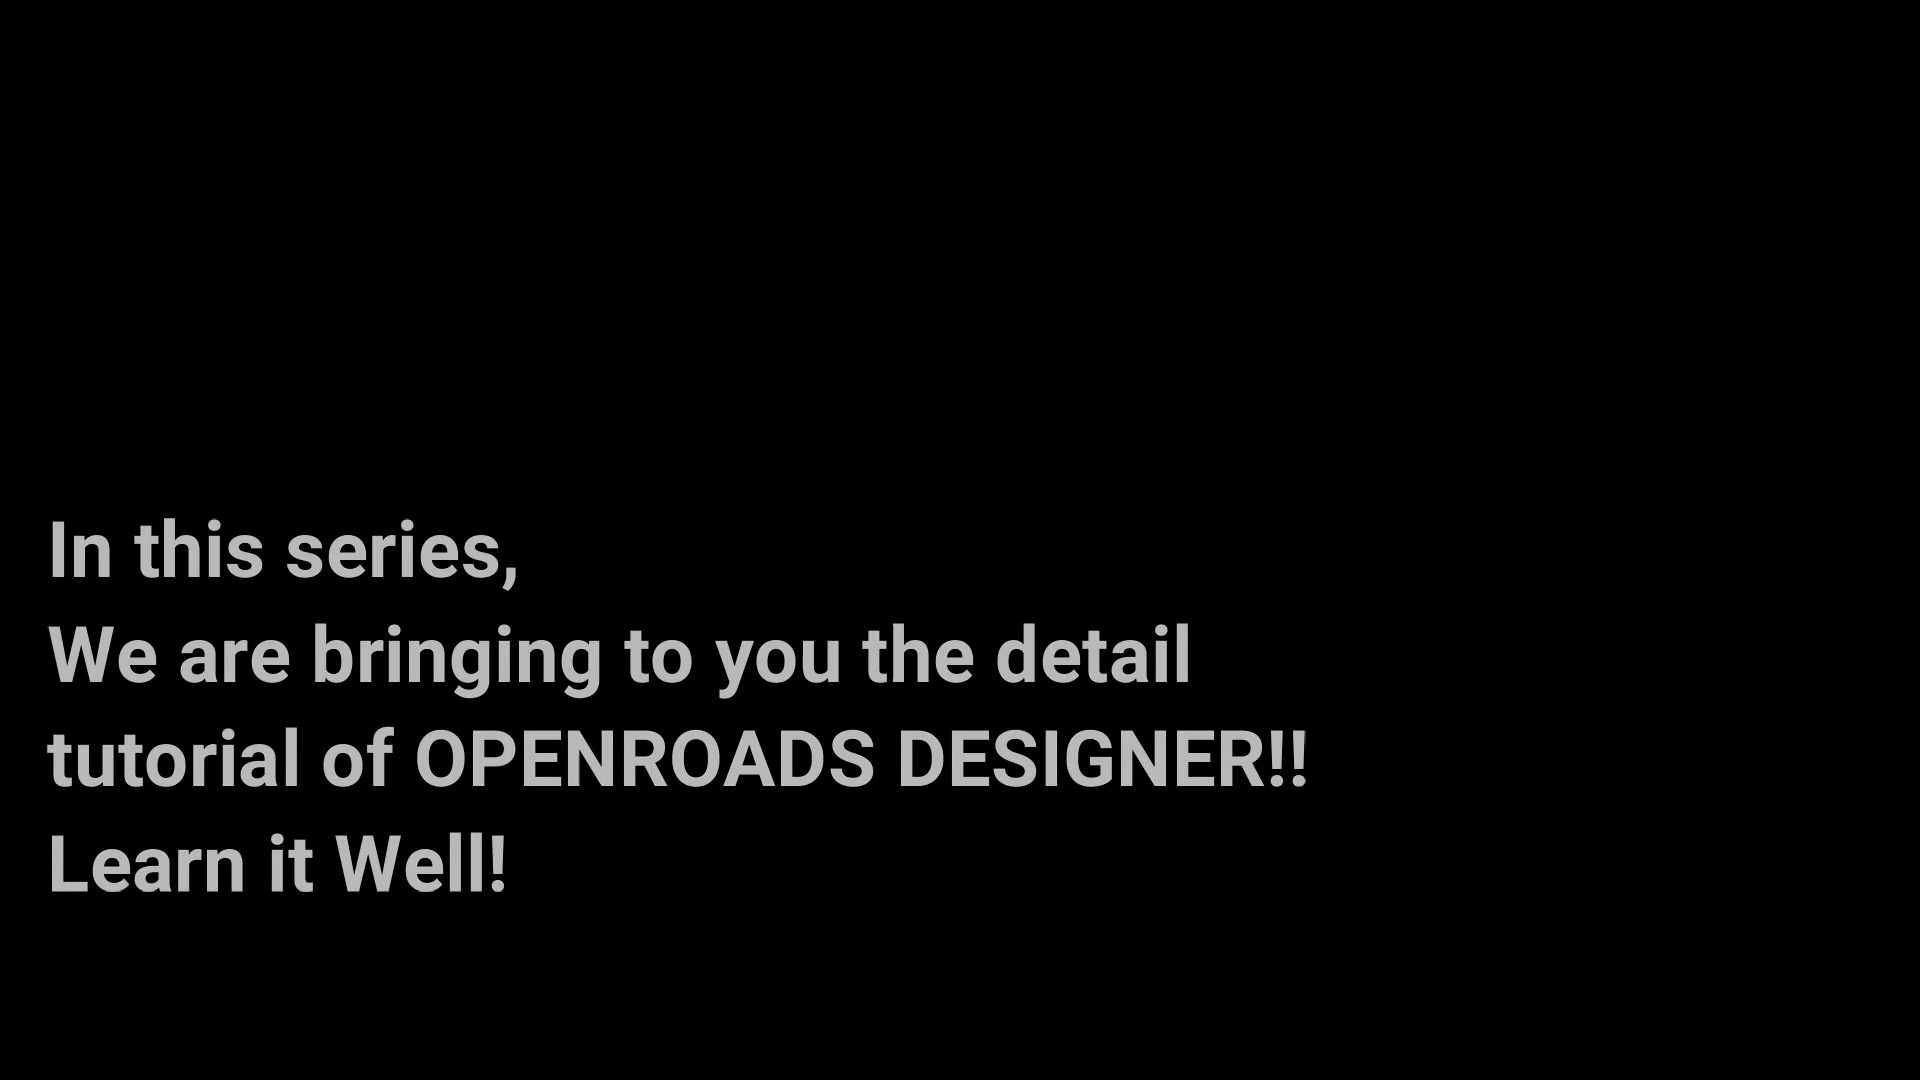 In this series,
We are bringing to you the detail
tutorial of OPENROADS DESIGNER!!
Learn it Well!